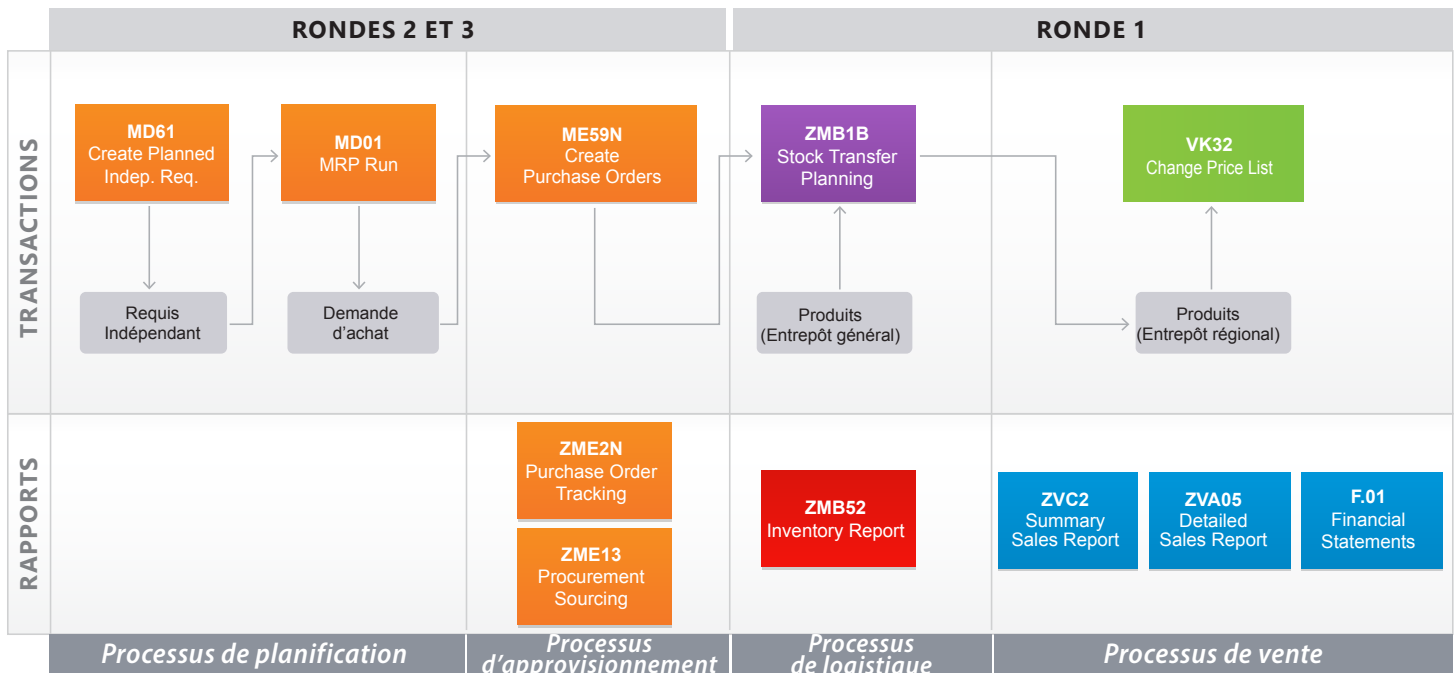 RONDES 2 ET 3
RONDE 1
TRANSACTIONS
MD61
Create Planned
Indep. Req.
MD01
MRP Run
ME59N
Create
Purchase Orders
ZMB1B
Stock Transfer
Planning
VK32
Change Price List
Requis
Indépendant
Demande
d'achat
Produits
(Entrepôt général)
Produits
(Entrepôt régional)
RAPPORTS
ZME2N
Purchase Order
Tracking
ZME13
Procurement
Sourcing
ZMB52
Inventory Report
ZVC2
Summary
Sales Report
ZVA05
Detailed
Sales Report
F.01
Financial
Statements
Processus de planification
Processus
d'approvisionnement
Processus
de logistique
Processus de vente